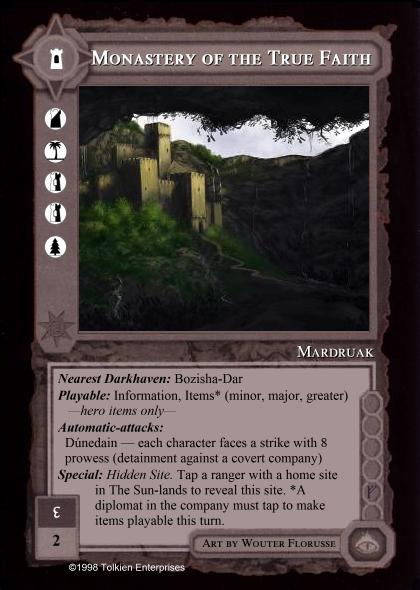 Monastery of the True Faith
Mardruak
Nearest Darkhaven: Bozisha-Dar
Playable: Information, Items* (minor, major, greater)
—hero items only—
Automatic-attacks:
Dúnedain — each character faces a strike with 8
prowess (detainment against a covert company)
Special: Hidden Site. Tap a ranger with a home site
in The Sun-lands to reveal this site. *A
diplomat in the company must tap to make
items playable this turn.
2
Art by Wouter Florusse
©1998 Tolkien Enterprises